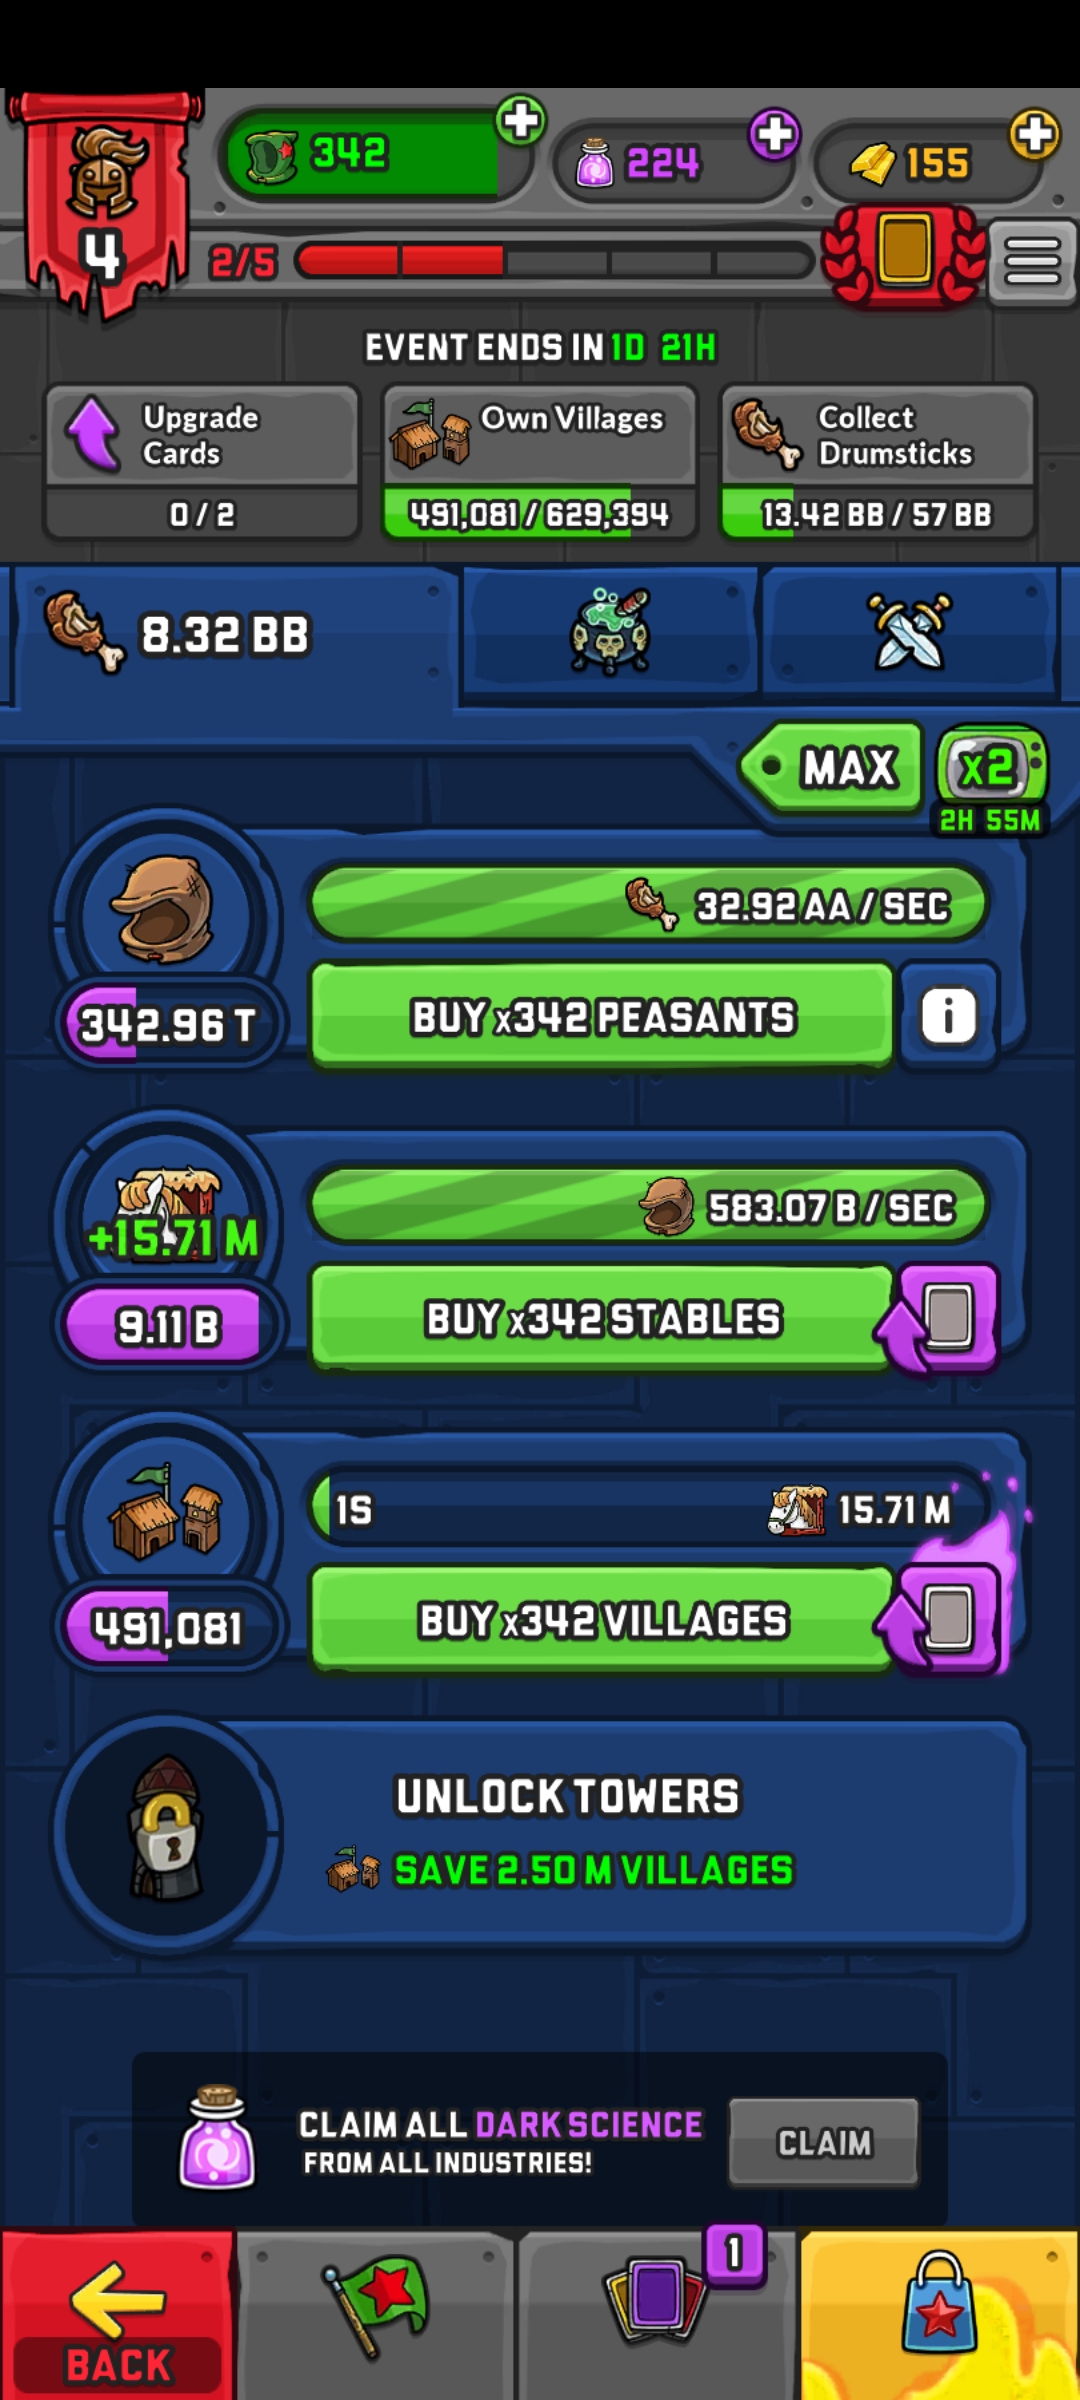 342
224
155
4
2/5
EVENT ENDS IN 1D 21H
Upgrade
Cards
0 / 2
Own Villages
491,081 / 629,394
Collect
Drumsticks
13.42 BB / 57 BB
8.32 BB
MAX
x2
2H 55M
32.92 AA / SEC
342.96 T
BUY x342 PEASANTS
i
+15.71 M
583.07 B / SEC
9.11 B
BUY x342 STABLES
1S
15.71 M
491,081
BUY x342 VILLAGES
UNLOCK TOWERS
SAVE 2.50 M VILLAGES
CLAIM ALL DARK SCIENCE
FROM ALL INDUSTRIES!
CLAIM
1
BACK